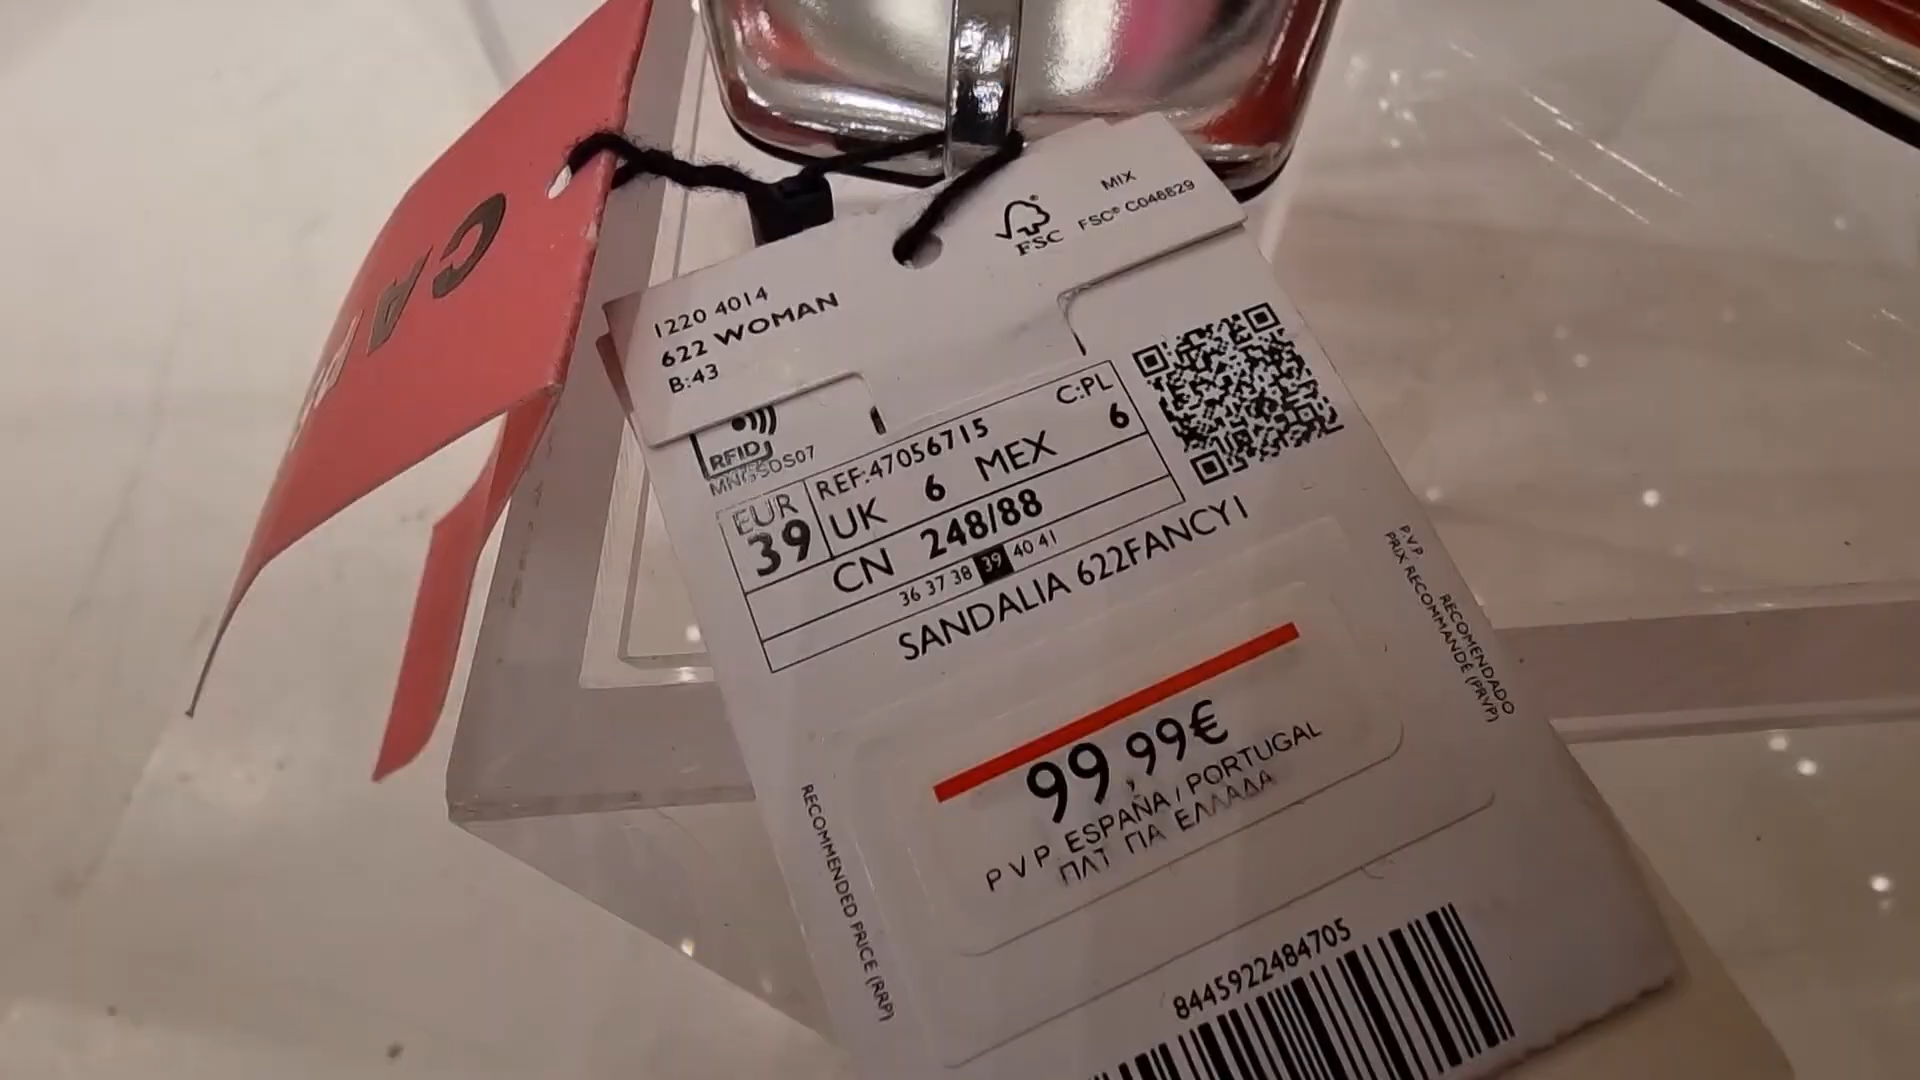 CA
MIX
FSC® C048829
FSC
1220 4014
622 WOMAN
B:43
RFID
C:PL
REF:47056715
EUR
39
UK 6 MEX 6
CN 248/88
36 37 38 39 40 41
SANDALIA 622FANCY1
99,99€
P V P ESPAÑA / PORTUGAL
ΠΛΤ ΓΙΑ ΕΛΛΑΔΑ
P.V.P. RECOMENDADO
PRIX RECOMMANDÉ (PRVP)
RECOMMENDED PRICE (RRP)
8445922484705